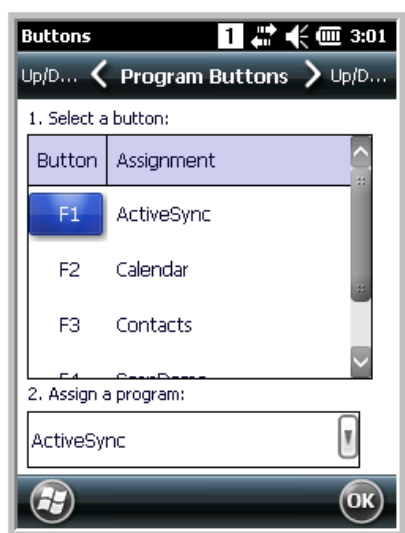 Buttons 1 3:01
Up/D... Program Buttons Up/D...
1. Select a button:
Button Assignment
F1 ActiveSync
F2 Calendar
F3 Contacts
2. Assign a program:
ActiveSync
OK